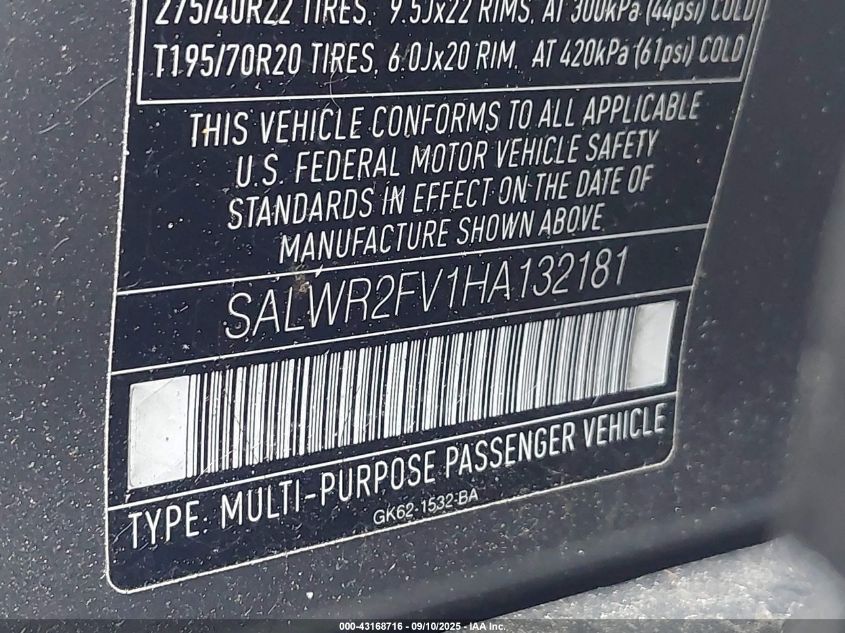 275/40R22 TIRES, 9.5Jx22 RIMS, AT 300kPa (44psi) COLD
T195/70R20 TIRES, 6.0Jx20 RIM, AT 420kPa (61psi) COLD
THIS VEHICLE CONFORMS TO ALL APPLICABLE
U.S. FEDERAL MOTOR VEHICLE SAFETY
STANDARDS IN EFFECT ON THE DATE OF
MANUFACTURE SHOWN ABOVE
SALWR2FV1HA132181
TYPE: MULTI-PURPOSE PASSENGER VEHICLE
GK62-1532-BA
000-43168716 - 09/10/2025 - IAA Inc.